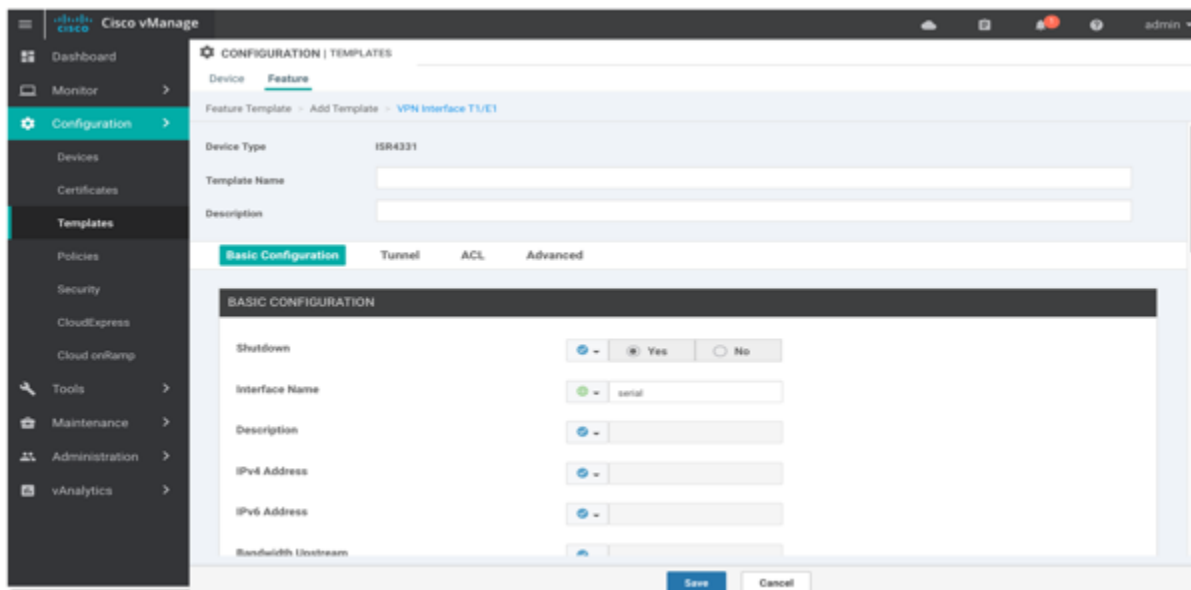 CISCO Cisco vManage
admin
Dashboard
Monitor
Configuration
Devices
Certificates
Templates
Policies
Security
CloudExpress
Cloud onRamp
Tools
Maintenance
Administration
vAnalytics
CONFIGURATION | TEMPLATES
Device Feature
Feature Template > Add Template > VPN Interface T1/E1
Device Type ISR4331
Template Name
Description
Basic Configuration Tunnel ACL Advanced
BASIC CONFIGURATION
Shutdown Yes No
Interface Name serial
Description
IPv4 Address
IPv6 Address
Bandwidth Upstream
Save Cancel